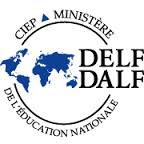 CIEP ▲ MINISTÈRE
DELF
DALF
DE L'ÉDUCATION NATIONALE